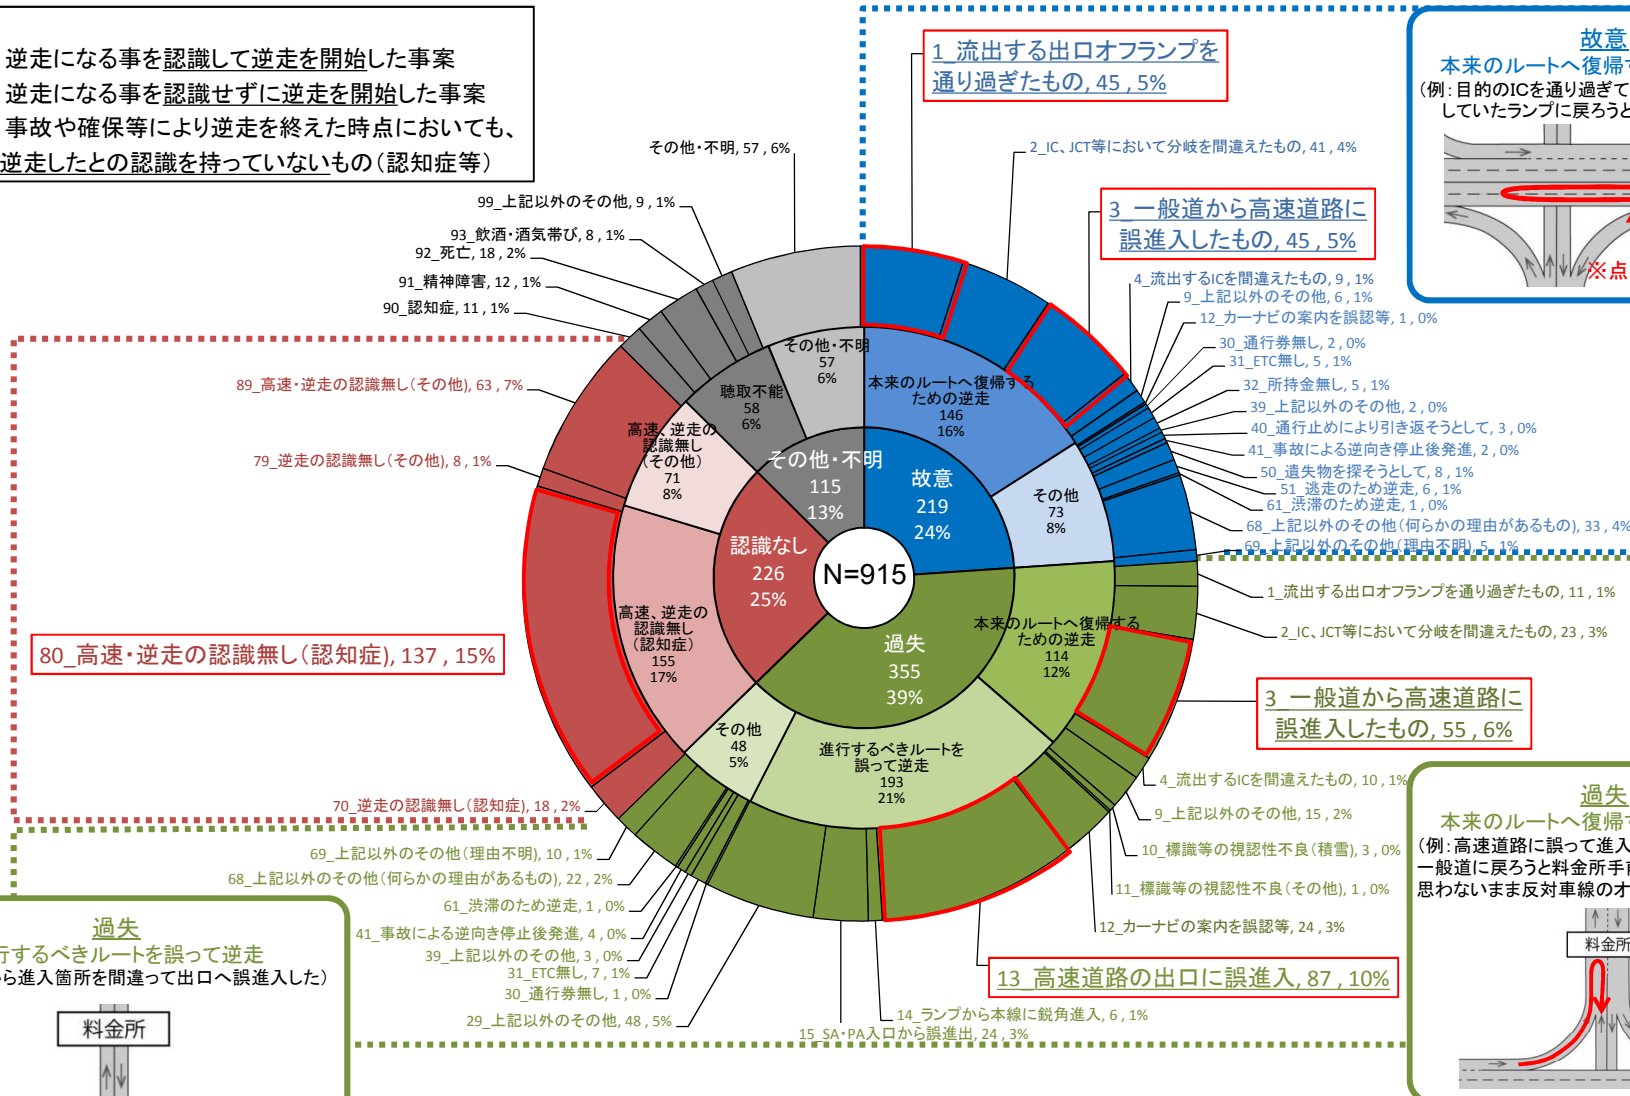 逆走になる事を認識して逆走を開始した事案
逆走になる事を認識せずに逆走を開始した事案
事故や確保等により逆走を終えた時点においても、
逆走したとの認識を持っていないもの（認知症等）
1_流出する出口オフランプを
通り過ぎたもの, 45 , 5%
故意
本来のルートへ復帰す
（例：目的のICを通り過ぎて
していたランプに戻ろうと
※点
その他・不明, 57 , 6%
2_IC、JCT等において分岐を間違えたもの, 41 , 4%
99_上記以外のその他, 9 , 1%
93_飲酒・酒気帯び, 8 , 1%
92_死亡, 18 , 2%
91_精神障害, 12 , 1%
90_認知症, 11 , 1%
3_一般道から高速道路に
誤進入したもの, 45 , 5%
4_流出するICを間違えたもの, 9 , 1%
9_上記以外のその他, 6 , 1%
12_カーナビの案内を誤認等, 1 , 0%
30_通行券無し, 2 , 0%
31_ETC無し, 5 , 1%
32_所持金無し, 5 , 1%
39_上記以外のその他, 2 , 0%
40_通行止めにより引き返そうとして, 3 , 0%
41_事故による逆向き停止後発進, 2 , 0%
50_遺失物を探そうとして, 8 , 1%
51_逃走のため逆走, 6 , 1%
61_渋滞のため逆走, 1 , 0%
68_上記以外のその他（何らかの理由があるもの）, 33 , 4%
69_上記以外のその他（理由不明）, 5 , 1%
89_高速・逆走の認識無し（その他）, 63 , 7%
79_逆走の認識無し（その他）, 8 , 1%
その他・不明
57
6%
聴取不能
58
6%
本来のルートへ復帰する
ための逆走
146
16%
高速、逆走の
認識無し
（その他）
71
8%
その他・不明
115
13%
故意
219
24%
その他
73
8%
認識なし
226
25%
N=915
高速、逆走の
認識無し
（認知症）
155
17%
過失
355
39%
本来のルートへ復帰する
ための逆走
114
12%
その他
48
5%
進行するべきルートを
誤って逆走
193
21%
80_高速・逆走の認識無し（認知症）, 137 , 15%
70_逆走の認識無し（認知症）, 18 , 2%
1_流出する出口オフランプを通り過ぎたもの, 11 , 1%
2_IC、JCT等において分岐を間違えたもの, 23 , 3%
3_一般道から高速道路に
誤進入したもの, 55 , 6%
4_流出するICを間違えたもの, 10 , 1%
9_上記以外のその他, 15 , 2%
10_標識等の視認性不良（積雪）, 3 , 0%
11_標識等の視認性不良（その他）, 1 , 0%
12_カーナビの案内を誤認等, 24 , 3%
13_高速道路の出口に誤進入, 87 , 10%
14_ランプから本線に鋭角進入, 6 , 1%
15_SA・PA入口から誤進出, 24 , 3%
69_上記以外のその他（理由不明）, 10 , 1%
68_上記以外のその他（何らかの理由があるもの）, 22 , 2%
61_渋滞のため逆走, 1 , 0%
41_事故による逆向き停止後発進, 4 , 0%
39_上記以外のその他, 3 , 0%
31_ETC無し, 7 , 1%
30_通行券無し, 1 , 0%
29_上記以外のその他, 48 , 5%
過失
行するべきルートを誤って逆走
ら進入箇所を間違って出口へ誤進入した）
料金所
過失
本来のルートへ復帰す
（例：高速道路に誤って進入
一般道に戻ろうと料金所手前
思わないまま反対車線のオ
料金所